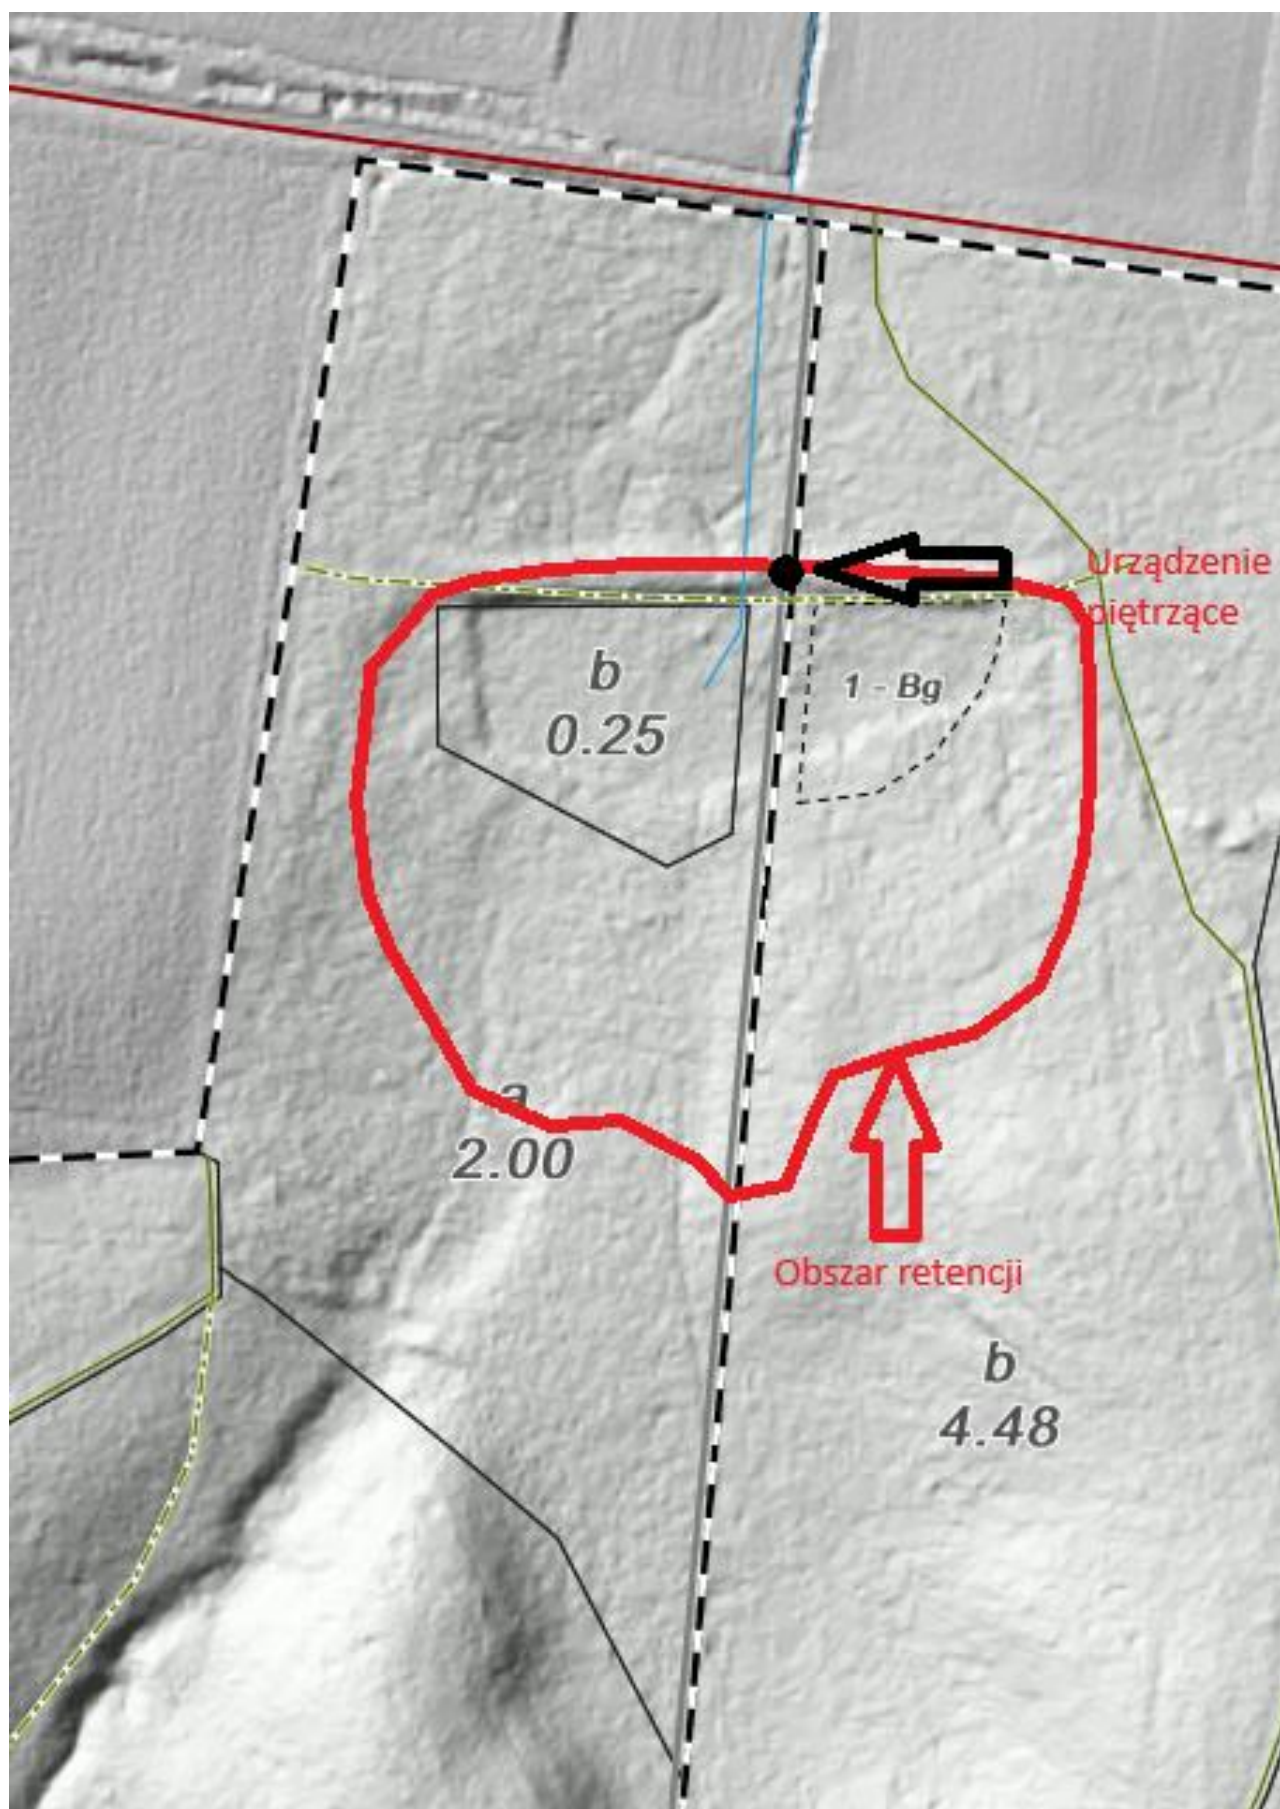 Urządzenie
piętrzące
b
0.25
1 - Bg
a
2.00
Obszar retencji
b
4.48